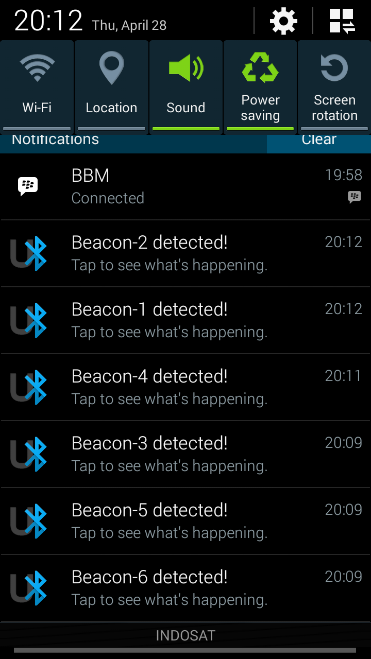 20:12 Thu, April 28
Wi-Fi
Location
Sound
Power
saving
Screen
rotation
Notifications Clear
BBM 19:58
Connected
Beacon-2 detected! 20:12
Tap to see what's happening.
Beacon-1 detected! 20:12
Tap to see what's happening.
Beacon-4 detected! 20:11
Tap to see what's happening.
Beacon-3 detected! 20:09
Tap to see what's happening.
Beacon-5 detected! 20:09
Tap to see what's happening.
Beacon-6 detected! 20:09
Tap to see what's happening.
INDOSAT